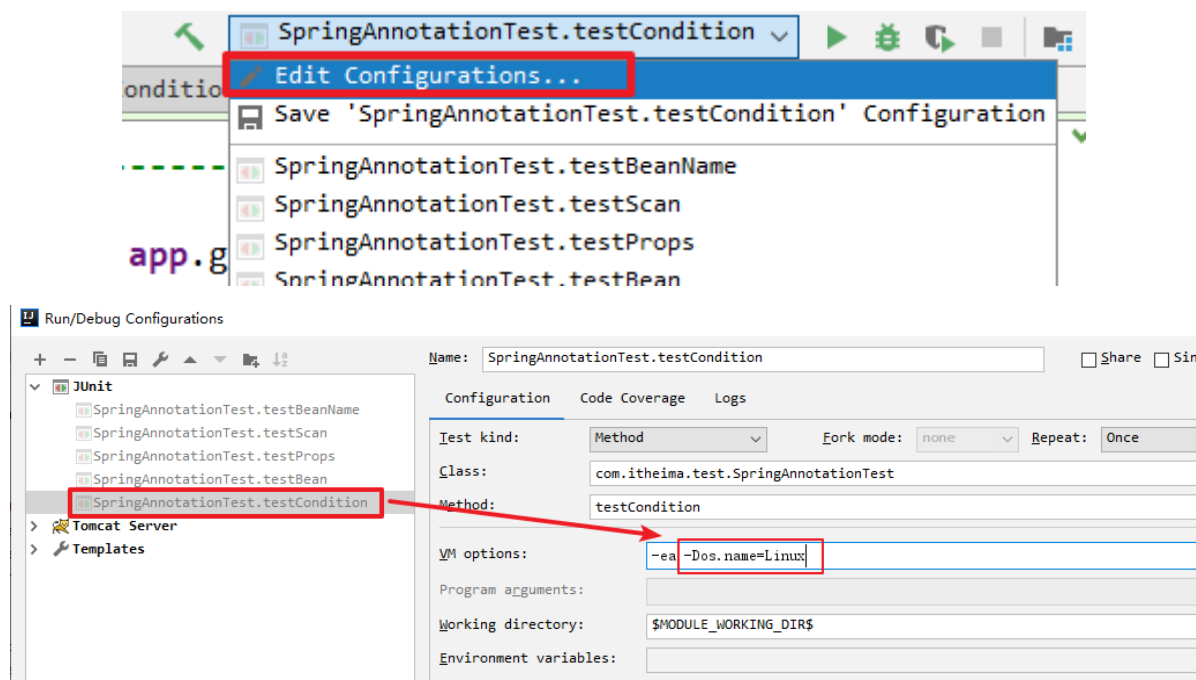 SpringAnnotationTest.testCondition
Edit Configurations...
onditio
Save 'SpringAnnotationTest.testCondition' Configuration
SpringAnnotationTest.testBeanName
SpringAnnotationTest.testScan
app.g
SpringAnnotationTest.testProps
SpringAnnotationTest.testBean
Run/Debug Configurations
Name: SpringAnnotationTest.testCondition Share Sin
JUnit
SpringAnnotationTest.testBeanName
SpringAnnotationTest.testScan
SpringAnnotationTest.testProps
SpringAnnotationTest.testBean
SpringAnnotationTest.testCondition
Tomcat Server
Templates
Configuration Code Coverage Logs
Test kind: Method Fork mode: none Repeat: Once
Class: com.itheima.test.SpringAnnotationTest
Method: testCondition
VM options: -ea -Dos.name=Linux
Program arguments:
Working directory: $MODULE_WORKING_DIR$
Environment variables: